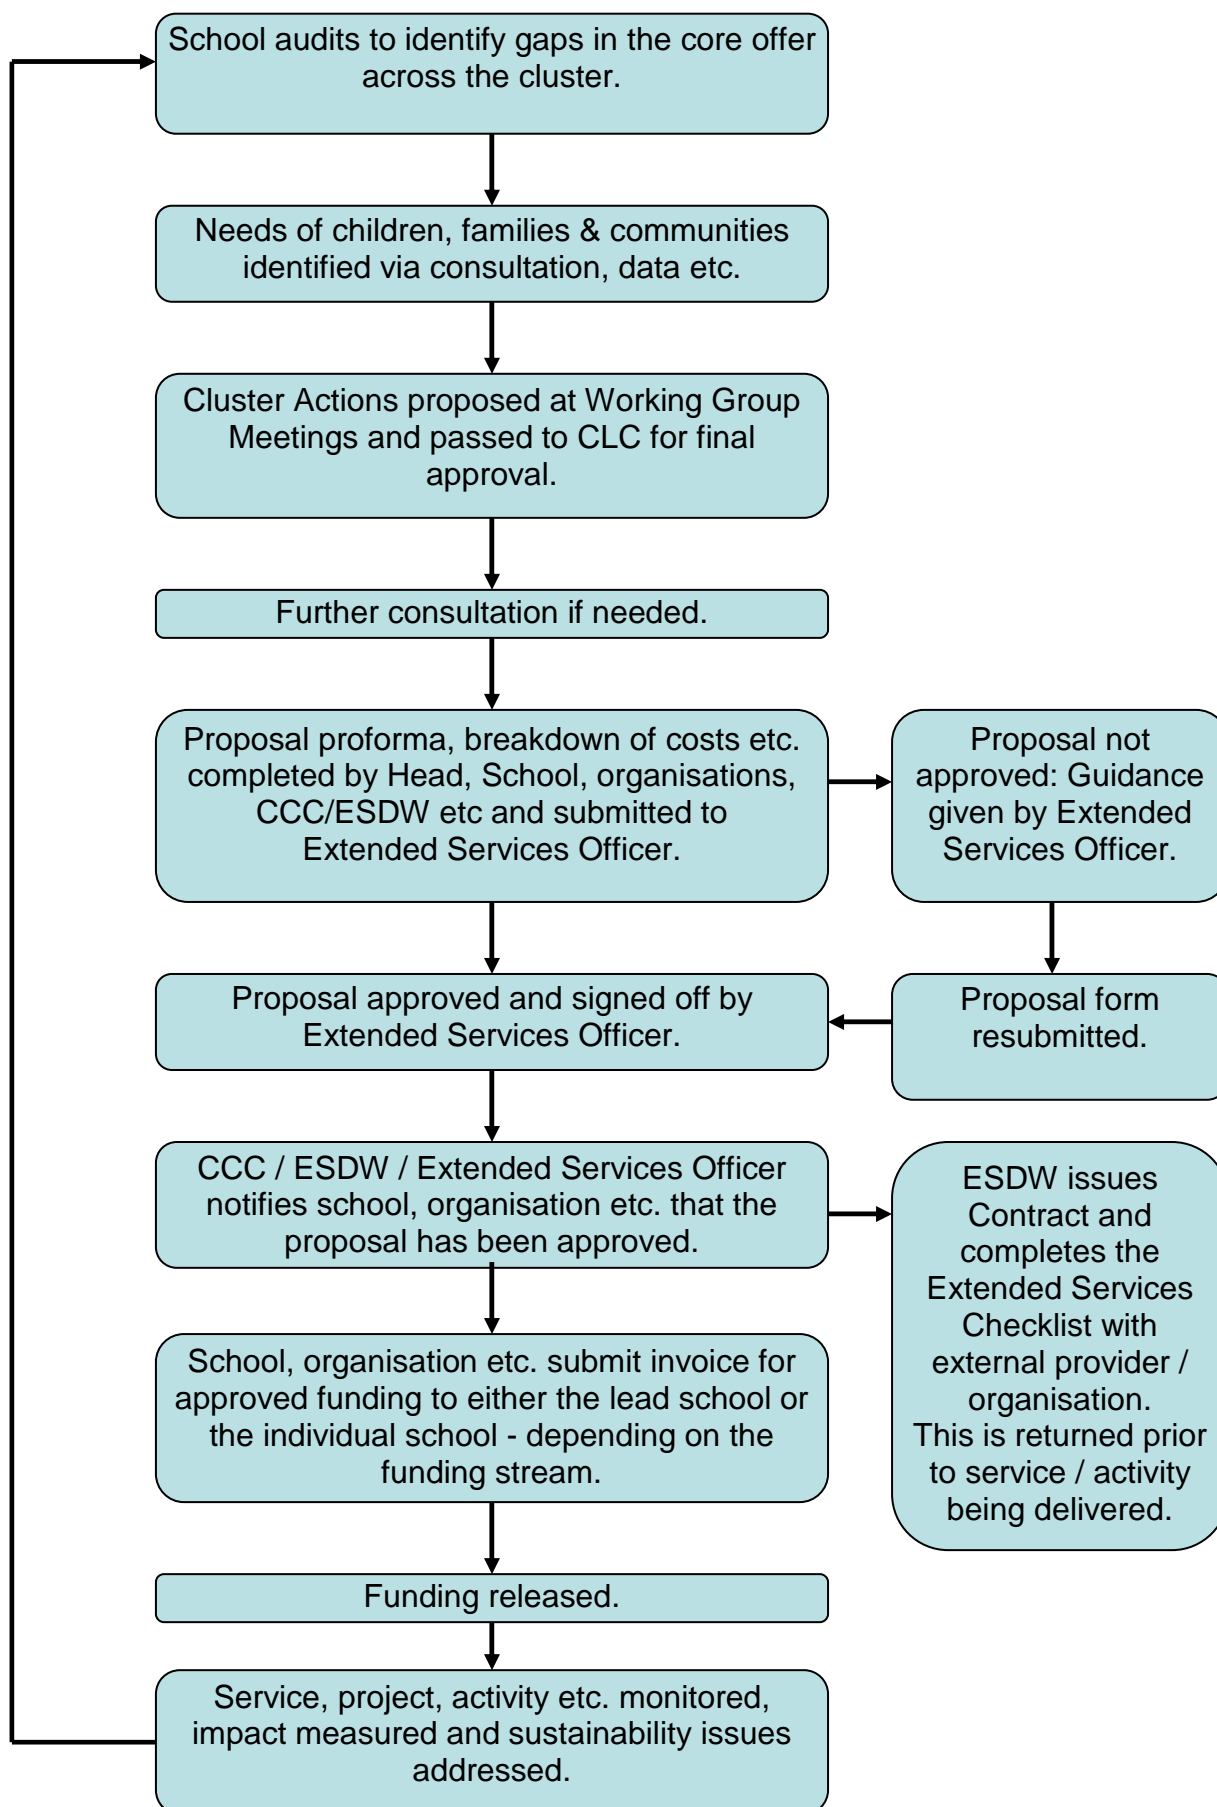 School audits to identify gaps in the core offer
across the cluster.
Needs of children, families & communities
identified via consultation, data etc.
Cluster Actions proposed at Working Group
Meetings and passed to CLC for final
approval.
Further consultation if needed.
Proposal proforma, breakdown of costs etc.
completed by Head, School, organisations,
CCC/ESDW etc and submitted to
Extended Services Officer.
Proposal not
approved: Guidance
given by Extended
Services Officer.
Proposal approved and signed off by
Extended Services Officer.
Proposal form
resubmitted.
CCC / ESDW / Extended Services Officer
notifies school, organisation etc. that the
proposal has been approved.
ESDW issues
Contract and
completes the
Extended Services
Checklist with
external provider /
organisation.
This is returned prior
to service / activity
being delivered.
School, organisation etc. submit invoice for
approved funding to either the lead school or
the individual school - depending on the
funding stream.
Funding released.
Service, project, activity etc. monitored,
impact measured and sustainability issues
addressed.